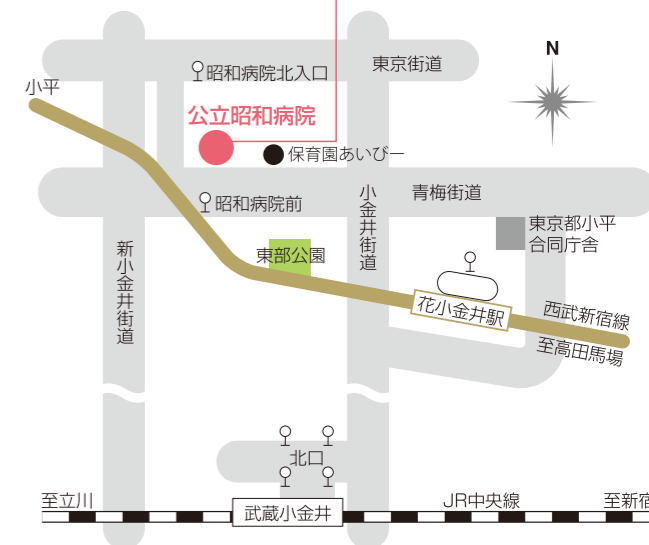 N
東京街道
昭和病院北入口
小平
公立昭和病院
保育園あいびー
青梅街道
昭和病院前
小金井街道
東京都小平
合同庁舎
新小金井街道
東部公園
花小金井駅
西武新宿線
至高田馬場
北口
至立川
武蔵小金井
JR中央線
至新宿